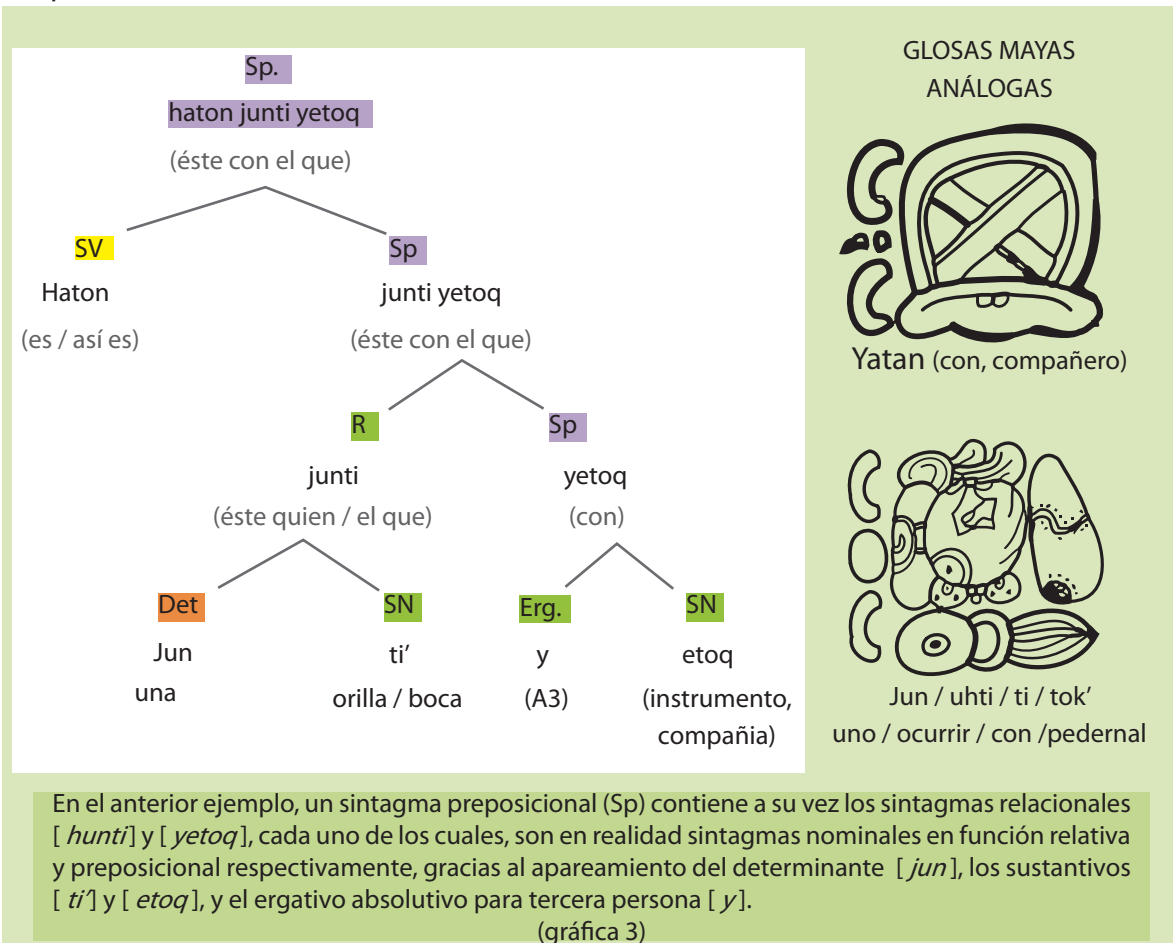 Sp.
haton junti yetoq
(éste con el que)
SV
Sp
Haton
junti yetoq
(es / así es)
(éste con el que)
R
Sp
junti
yetoq
(éste quien / el que)
(con)
Det
SN
Erg.
SN
Jun
ti’
y
etoq
una
orilla / boca
(A3)
(instrumento,
compañia)
GLOSAS MAYAS
ANÁLOGAS
Yatan (con, compañero)
Jun / uhti / ti / tok’
uno / ocurrir / con /pedernal
En el anterior ejemplo, un sintagma preposicional (Sp) contiene a su vez los sintagmas relacionales
[ hunti ] y [ yetoq ], cada uno de los cuales, son en realidad sintagmas nominales en función relativa
y preposicional respectivamente, gracias al apareamiento del determinante [ jun ], los sustantivos
[ ti’ ] y [ etoq ], y el ergativo absolutivo para tercera persona [ y ].
(gráfica 3)